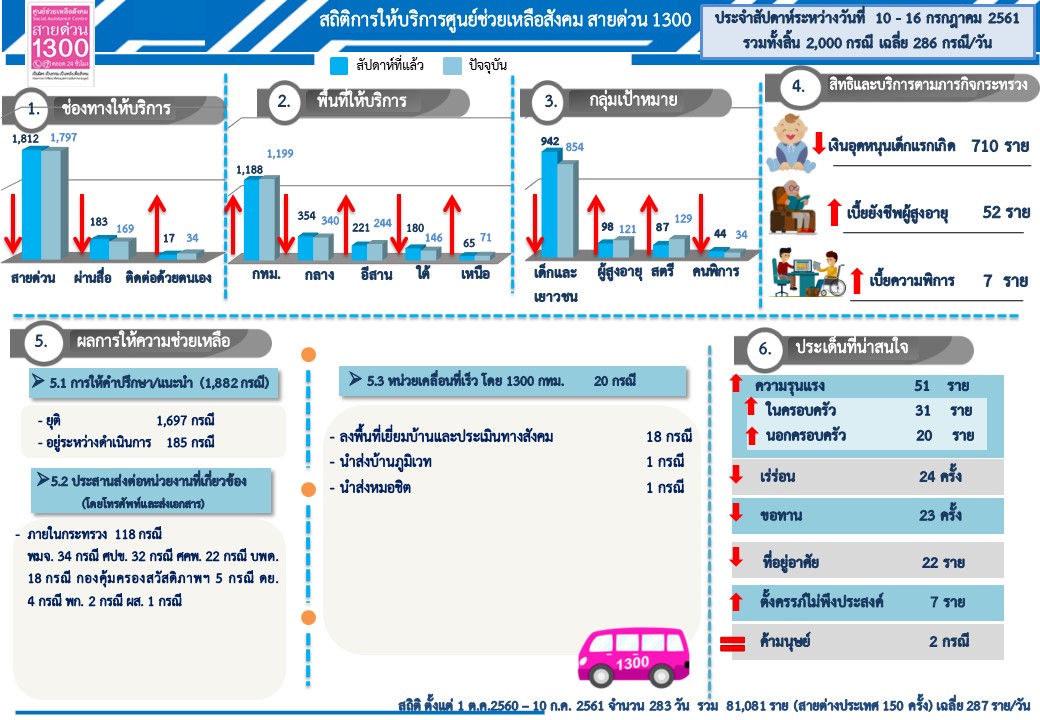 ศูนย์ช่วยเหลือสังคม
Social Assistance Center
สายด่วน
1300
ตลอด 24 ชั่วโมง
สถิติการให้บริการศูนย์ช่วยเหลือสังคม สายด่วน 1300
ประจำสัปดาห์ระหว่างวันที่ 10 - 16 กรกฎาคม 2561
รวมทั้งสิ้น 2,000 กรณี เฉลี่ย 286 กรณี/วัน
สัปดาห์ที่แล้ว ปัจจุบัน
1. ช่องทางให้บริการ
1,812 1,797
183 169
17 34
สายด่วน ผ่านสื่อ ติดต่อด้วยตนเอง
2. พื้นที่ให้บริการ
1,188 1,199
354 340
221 244
180 146
65 71
กทม. กลาง อีสาน ใต้ เหนือ
3. กลุ่มเป้าหมาย
942 854
98 121
87 129
44 34
เด็กและ ผู้สูงอายุ สตรี คนพิการ
เยาวชน
4. สิทธิและบริการตามภารกิจกระทรวง
เงินอุดหนุนเด็กแรกเกิด 710 ราย
เบี้ยยังชีพผู้สูงอายุ 52 ราย
เบี้ยความพิการ 7 ราย
5. ผลการให้ความช่วยเหลือ
5.1 การให้คำปรึกษา/แนะนำ (1,882 กรณี)
- ยุติ 1,697 กรณี
- อยู่ระหว่างดำเนินการ 185 กรณี
5.2 ประสานส่งต่อหน่วยงานที่เกี่ยวข้อง
(โดยโทรศัพท์และส่งเอกสาร)
- ภายในกระทรวง 118 กรณี
พมจ. 34 กรณี ศปข. 32 กรณี ศคพ. 22 กรณี บพด.
18 กรณี กองคุ้มครองสวัสดิภาพฯ 5 กรณี ดย.
4 กรณี พก. 2 กรณี ผส. 1 กรณี
5.3 หน่วยเคลื่อนที่เร็ว โดย 1300 กทม. 20 กรณี
- ลงพื้นที่เยี่ยมบ้านและประเมินทางสังคม 18 กรณี
- นำส่งบ้านภูมิเวท 1 กรณี
- นำส่งหมอชิต 1 กรณี
1300
6. ประเด็นที่น่าสนใจ
ความรุนแรง 51 ราย
ในครอบครัว 31 ราย
นอกครอบครัว 20 ราย
เร่ร่อน 24 ครั้ง
ขอทาน 23 ครั้ง
ที่อยู่อาศัย 22 ราย
ตั้งครรภ์ไม่พึงประสงค์ 7 ราย
ค้ามนุษย์ 2 กรณี
สถิติ ตั้งแต่ 1 ต.ค.2560 – 10 ก.ค. 2561 จำนวน 283 วัน รวม 81,081 ราย (สายต่างประเทศ 150 ครั้ง) เฉลี่ย 287 ราย/วัน